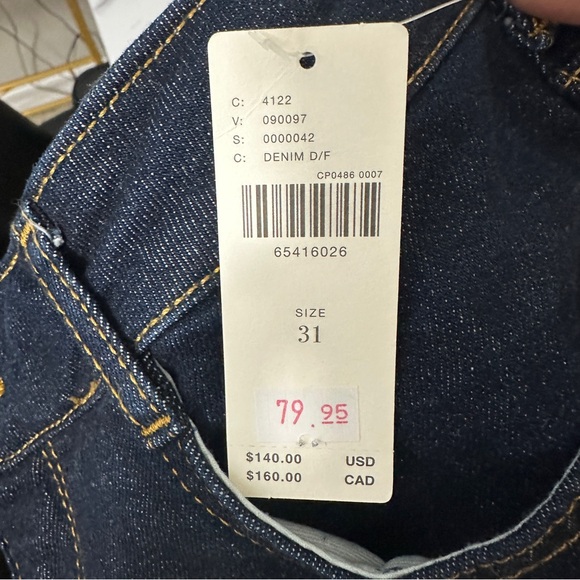 C: 4122
V: 090097
S: 0000042
C: DENIM D/F
CP0486 0007
65416026
SIZE
31
79.95
$140.00 USD
$160.00 CAD